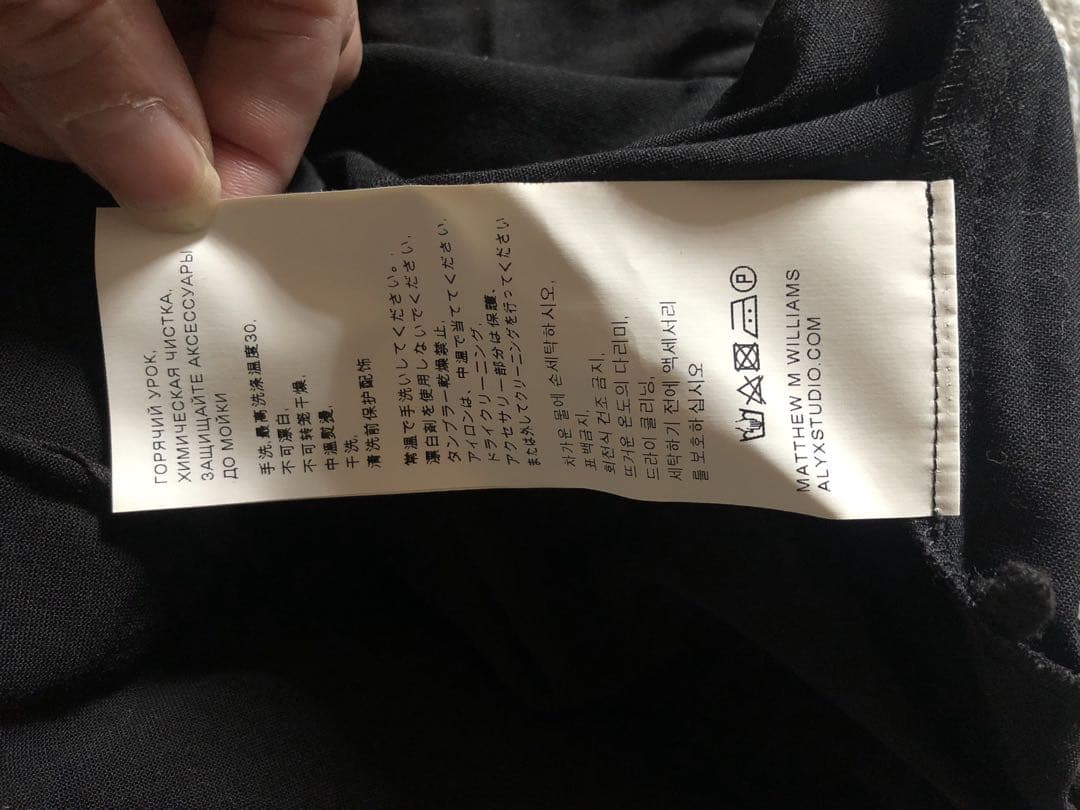 ГОРЯЧИЙ УРОК,
ХИМИЧЕСКАЯ ЧИСТКА,
ЗАЩИЩАЙТЕ АКСЕССУАРЫ
ДО МОЙКИ
手洗,最高洗涤温度30,
不可漂白,
不可转笼干燥,
中温熨烫,
干洗,
清洗前保护配饰
常温で手洗いしてください。
漂白剤を使用しないでください,
タンブラー乾燥禁止,
アイロンは、中温で当ててください,
ドライクリーニング,
アクセサリー部分は保護、
または外してクリーニングを行ってください
차가운 물에 손세탁하시오,
표백금지,
회전식 건조 금지,
뜨거운 온도의 다리미,
드라이 클리닝,
세탁하기 전에 액세서리
를 보호하십시오
P
MATTHEW M WILLIAMS
ALYXSTUDIO.COM